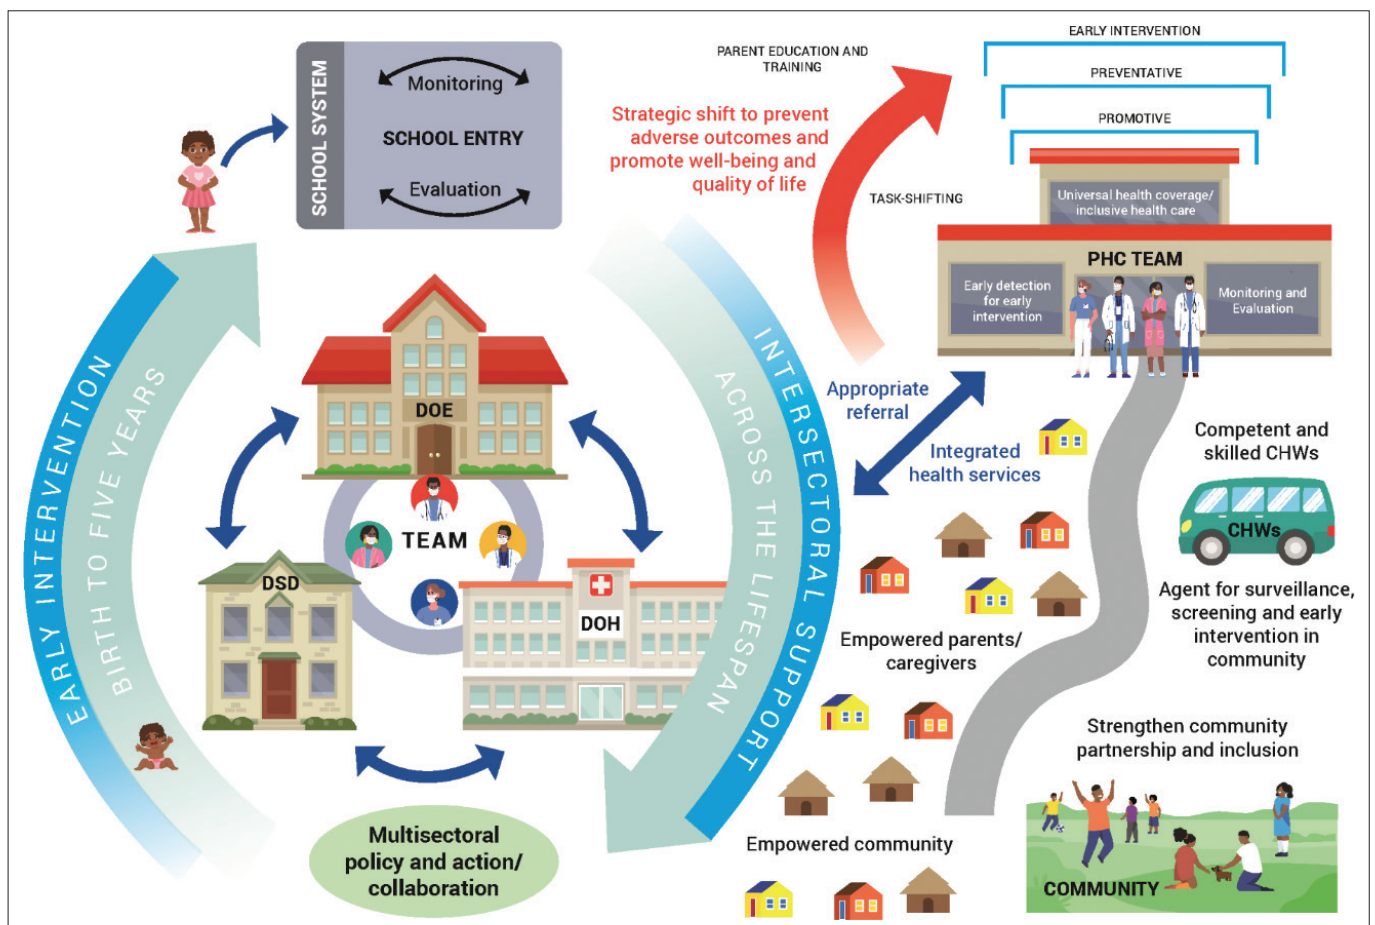 SCHOOL SYSTEM
Monitoring
SCHOOL ENTRY
Evaluation
PARENT EDUCATION AND
TRAINING
Strategic shift to prevent
adverse outcomes and
promote well-being and
quality of life
TASK-SHIFTING
EARLY INTERVENTION
PREVENTATIVE
PROMOTIVE
Universal health coverage/
inclusive health care
PHC TEAM
Early detection
for early
intervention
Monitoring and
Evaluation
EARLY INTERVENTION
BIRTH TO FIVE YEARS
DOE
TEAM
DSD
DOH
INTERSECTORAL SUPPORT
ACROSS THE LIFESPAN
Multisectoral
policy and action/
collaboration
Appropriate
referral
Integrated
health services
Competent and
skilled CHWs
CHWs
Agent for surveillance,
screening and early
intervention in
community
Empowered parents/
caregivers
Strengthen community
partnership and inclusion
Empowered community
COMMUNITY